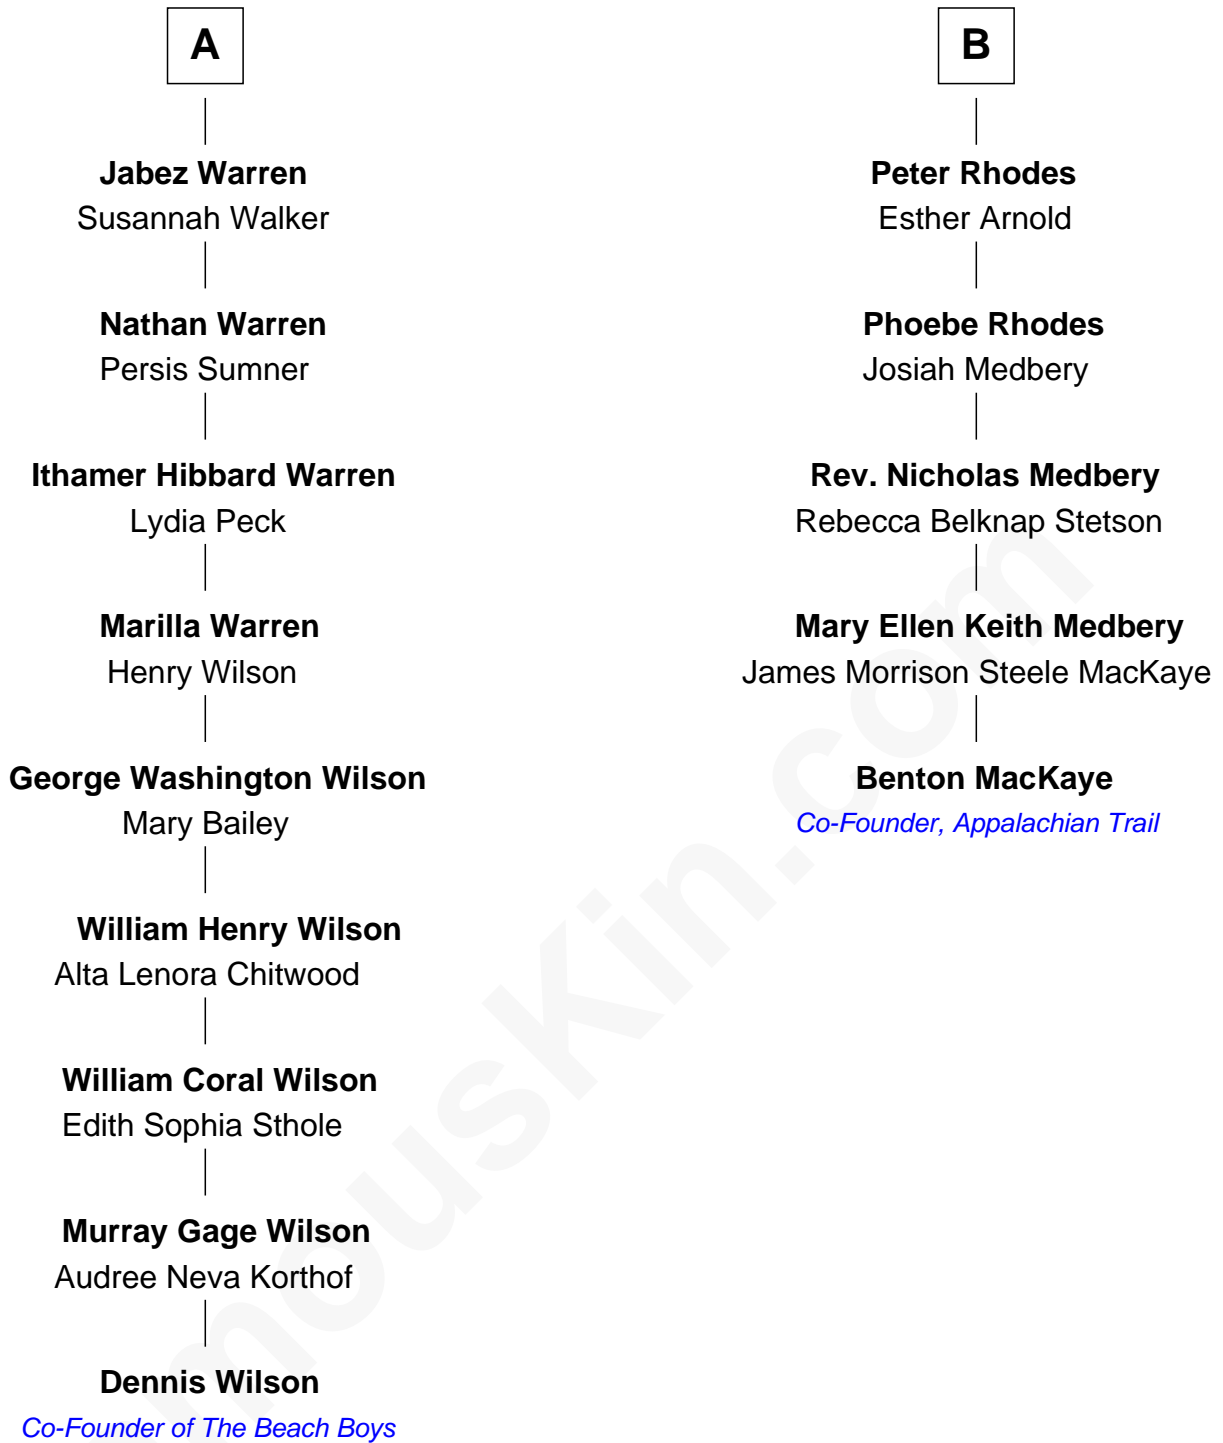 A
Jabez Warren
Susannah Walker
Nathan Warren
Persis Sumner
Ithamer Hibbard Warren
Lydia Peck
Marilla Warren
Henry Wilson
George Washington Wilson
Mary Bailey
William Henry Wilson
Alta Lenora Chitwood
William Coral Wilson
Edith Sophia Sthole
Murray Gage Wilson
Audree Neva Korthof
Dennis Wilson
Co-Founder of The Beach Boys
B
Peter Rhodes
Esther Arnold
Phoebe Rhodes
Josiah Medbery
Rev. Nicholas Medbery
Rebecca Belknap Stetson
Mary Ellen Keith Medbery
James Morrison Steele MacKaye
Benton MacKaye
Co-Founder, Appalachian Trail
mousKin.com